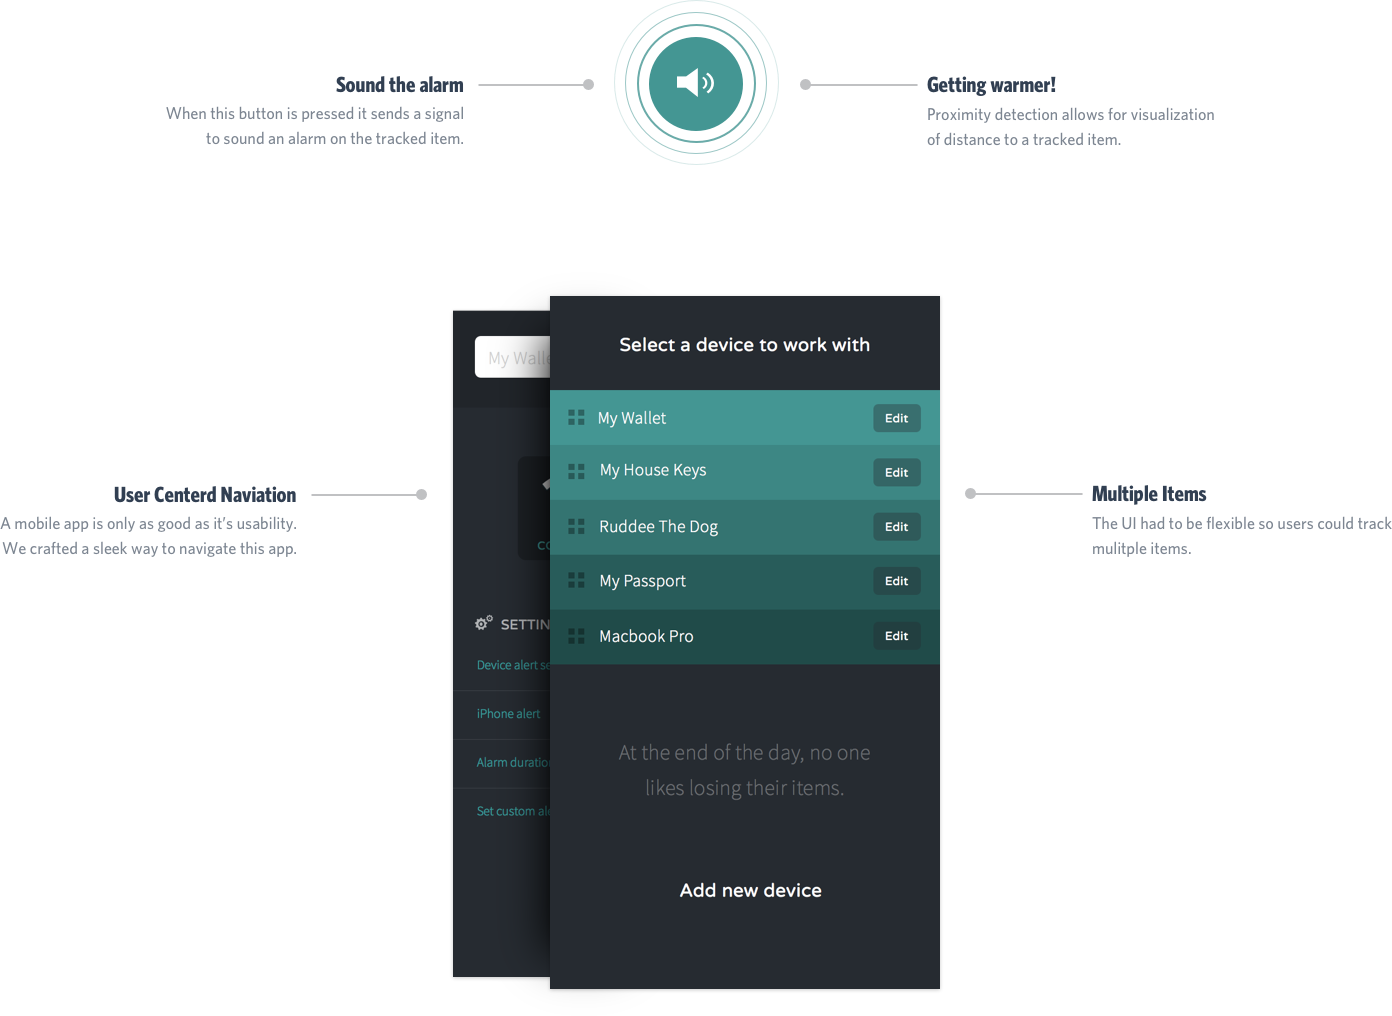 Sound the alarm
When this button is pressed it sends a signal
to sound an alarm on the tracked item.
Getting warmer!
Proximity detection allows for visualization
of distance to a tracked item.
User Centerd Naviation
A mobile app is only as good as it's usability.
We crafted a sleek way to navigate this app.
My Walle
CO
SETTIN
Device alert se
iPhone alert
Alarm duration
Set custom ale
Select a device to work with
My Wallet
Edit
My House Keys
Edit
Ruddee The Dog
Edit
My Passport
Edit
Macbook Pro
Edit
At the end of the day, no one
likes losing their items.
Add new device
Multiple Items
The UI had to be flexible so users could track
mulitple items.